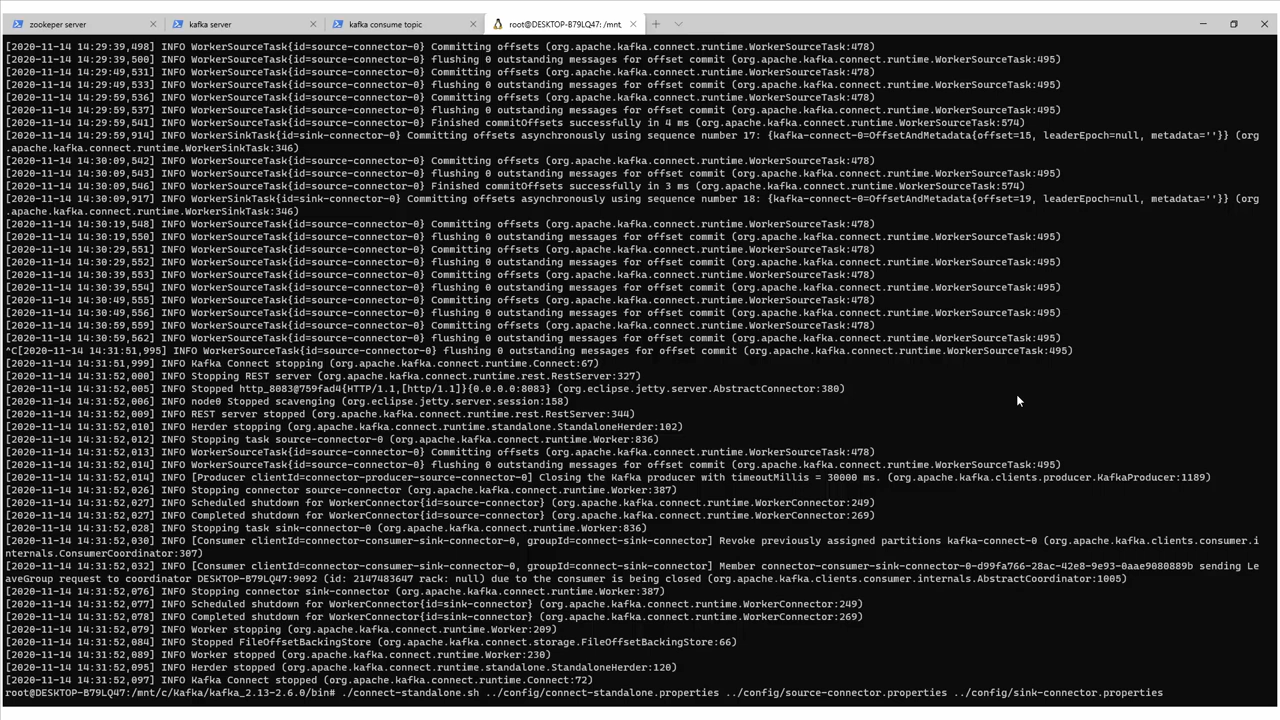 zookeper server
kafka server
kafka consume topic
root@DESKTOP-B79LQ47: /mnt,
[2020-11-14 14:29:39,498] INFO WorkerSourceTask{id=source-connector-0} Committing offsets (org.apache.kafka.connect.runtime.WorkerSourceTask:478)
[2020-11-14 14:29:39,500] INFO WorkerSourceTask{id=source-connector-0} flushing 0 outstanding messages for offset commit (org.apache.kafka.connect.runtime.WorkerSourceTask:495)
[2020-11-14 14:29:49,531] INFO WorkerSourceTask{id=source-connector-0} Committing offsets (org.apache.kafka.connect.runtime.WorkerSourceTask:478)
[2020-11-14 14:29:49,533] INFO WorkerSourceTask{id=source-connector-0} flushing 0 outstanding messages for offset commit (org.apache.kafka.connect.runtime.WorkerSourceTask:495)
[2020-11-14 14:29:59,536] INFO WorkerSourceTask{id=source-connector-0} Committing offsets (org.apache.kafka.connect.runtime.WorkerSourceTask:478)
[2020-11-14 14:29:59,537] INFO WorkerSourceTask{id=source-connector-0} flushing 0 outstanding messages for offset commit (org.apache.kafka.connect.runtime.WorkerSourceTask:495)
[2020-11-14 14:29:59,541] INFO WorkerSourceTask{id=source-connector-0} Finished commitOffsets successfully in 4 ms (org.apache.kafka.connect.runtime.WorkerSourceTask:574)
[2020-11-14 14:29:59,914] INFO WorkerSinkTask{id=sink-connector-0} Committing offsets asynchronously using sequence number 17: {kafka-connect-0=OffsetAndMetadata{offset=15, leaderEpoch=null, metadata=''}} (org
.apache.kafka.connect.runtime.WorkerSinkTask:346)
[2020-11-14 14:30:09,542] INFO WorkerSourceTask{id=source-connector-0} Committing offsets (org.apache.kafka.connect.runtime.WorkerSourceTask:478)
[2020-11-14 14:30:09,543] INFO WorkerSourceTask{id=source-connector-0} flushing 0 outstanding messages for offset commit (org.apache.kafka.connect.runtime.WorkerSourceTask:495)
[2020-11-14 14:30:09,546] INFO WorkerSourceTask{id=source-connector-0} Finished commitOffsets successfully in 3 ms (org.apache.kafka.connect.runtime.WorkerSourceTask:574)
[2020-11-14 14:30:09,917] INFO WorkerSinkTask{id=sink-connector-0} Committing offsets asynchronously using sequence number 18: {kafka-connect-0=OffsetAndMetadata{offset=19, leaderEpoch=null, metadata=''}} (org
.apache.kafka.connect.runtime.WorkerSinkTask:346)
[2020-11-14 14:30:19,548] INFO WorkerSourceTask{id=source-connector-0} Committing offsets (org.apache.kafka.connect.runtime.WorkerSourceTask:478)
[2020-11-14 14:30:19,550] INFO WorkerSourceTask{id=source-connector-0} flushing 0 outstanding messages for offset commit (org.apache.kafka.connect.runtime.WorkerSourceTask:495)
[2020-11-14 14:30:29,551] INFO WorkerSourceTask{id=source-connector-0} Committing offsets (org.apache.kafka.connect.runtime.WorkerSourceTask:478)
[2020-11-14 14:30:29,552] INFO WorkerSourceTask{id=source-connector-0} flushing 0 outstanding messages for offset commit (org.apache.kafka.connect.runtime.WorkerSourceTask:495)
[2020-11-14 14:30:39,553] INFO WorkerSourceTask{id=source-connector-0} Committing offsets (org.apache.kafka.connect.runtime.WorkerSourceTask:478)
[2020-11-14 14:30:39,554] INFO WorkerSourceTask{id=source-connector-0} flushing 0 outstanding messages for offset commit (org.apache.kafka.connect.runtime.WorkerSourceTask:495)
[2020-11-14 14:30:49,555] INFO WorkerSourceTask{id=source-connector-0} Committing offsets (org.apache.kafka.connect.runtime.WorkerSourceTask:478)
[2020-11-14 14:30:49,556] INFO WorkerSourceTask{id=source-connector-0} flushing 0 outstanding messages for offset commit (org.apache.kafka.connect.runtime.WorkerSourceTask:495)
[2020-11-14 14:30:59,559] INFO WorkerSourceTask{id=source-connector-0} Committing offsets (org.apache.kafka.connect.runtime.WorkerSourceTask:478)
[2020-11-14 14:30:59,562] INFO WorkerSourceTask{id=source-connector-0} flushing 0 outstanding messages for offset commit (org.apache.kafka.connect.runtime.WorkerSourceTask:495)
^C[2020-11-14 14:31:51,995] INFO WorkerSourceTask{id=source-connector-0} flushing 0 outstanding messages for offset commit (org.apache.kafka.connect.runtime.WorkerSourceTask:495)
[2020-11-14 14:31:51,999] INFO Kafka Connect stopping (org.apache.kafka.connect.runtime.Connect:67)
[2020-11-14 14:31:52,000] INFO Stopping REST server (org.apache.kafka.connect.runtime.rest.RestServer:327)
[2020-11-14 14:31:52,005] INFO Stopped http_8083@759fad4{HTTP/1.1,[http/1.1]}{0.0.0.0:8083} (org.eclipse.jetty.server.AbstractConnector:380)
[2020-11-14 14:31:52,006] INFO node0 Stopped scavenging (org.eclipse.jetty.server.session:158)
[2020-11-14 14:31:52,009] INFO REST server stopped (org.apache.kafka.connect.runtime.rest.RestServer:344)
[2020-11-14 14:31:52,010] INFO Herder stopping (org.apache.kafka.connect.runtime.standalone.StandaloneHerder:102)
[2020-11-14 14:31:52,012] INFO Stopping task source-connector-0 (org.apache.kafka.connect.runtime.Worker:836)
[2020-11-14 14:31:52,013] INFO WorkerSourceTask{id=source-connector-0} Committing offsets (org.apache.kafka.connect.runtime.WorkerSourceTask:478)
[2020-11-14 14:31:52,014] INFO WorkerSourceTask{id=source-connector-0} flushing 0 outstanding messages for offset commit (org.apache.kafka.connect.runtime.WorkerSourceTask:495)
[2020-11-14 14:31:52,014] INFO [Producer clientId=connector-producer-source-connector-0] Closing the Kafka producer with timeoutMillis = 30000 ms. (org.apache.kafka.clients.producer.KafkaProducer:1189)
[2020-11-14 14:31:52,026] INFO Stopping connector source-connector (org.apache.kafka.connect.runtime.Worker:387)
[2020-11-14 14:31:52,027] INFO Scheduled shutdown for WorkerConnector{id=source-connector} (org.apache.kafka.connect.runtime.WorkerConnector:249)
[2020-11-14 14:31:52,027] INFO Completed shutdown for WorkerConnector{id=source-connector} (org.apache.kafka.connect.runtime.WorkerConnector:269)
[2020-11-14 14:31:52,028] INFO Stopping task sink-connector-0 (org.apache.kafka.connect.runtime.Worker:836)
[2020-11-14 14:31:52,030] INFO [Consumer clientId=connector-consumer-sink-connector-0, groupId=connect-sink-connector] Revoke previously assigned partitions kafka-connect-0 (org.apache.kafka.clients.consumer.i
nternals.ConsumerCoordinator:307)
[2020-11-14 14:31:52,032] INFO [Consumer clientId=connector-consumer-sink-connector-0, groupId=connect-sink-connector] Member connector-consumer-sink-connector-0-d99fa766-28ac-42e8-9e93-0aae9080889b sending Le
aveGroup request to coordinator DESKTOP-B79LQ47:9092 (id: 2147483647 rack: null) due to the consumer is being closed (org.apache.kafka.clients.consumer.internals.AbstractCoordinator:1005)
[2020-11-14 14:31:52,076] INFO Stopping connector sink-connector (org.apache.kafka.connect.runtime.Worker:387)
[2020-11-14 14:31:52,077] INFO Scheduled shutdown for WorkerConnector{id=sink-connector} (org.apache.kafka.connect.runtime.WorkerConnector:249)
[2020-11-14 14:31:52,078] INFO Completed shutdown for WorkerConnector{id=sink-connector} (org.apache.kafka.connect.runtime.WorkerConnector:269)
[2020-11-14 14:31:52,079] INFO Worker stopping (org.apache.kafka.connect.runtime.Worker:209)
[2020-11-14 14:31:52,084] INFO Stopped FileOffsetBackingStore (org.apache.kafka.connect.storage.FileOffsetBackingStore:66)
[2020-11-14 14:31:52,089] INFO Worker stopped (org.apache.kafka.connect.runtime.Worker:230)
[2020-11-14 14:31:52,095] INFO Herder stopped (org.apache.kafka.connect.runtime.standalone.StandaloneHerder:120)
[2020-11-14 14:31:52,097] INFO Kafka Connect stopped (org.apache.kafka.connect.runtime.Connect:72)
root@DESKTOP-B79LQ47:/mnt/c/Kafka/kafka_2.13-2.6.0/bin# ./connect-standalone.sh ../config/connect-standalone.properties ../config/source-connector.properties ../config/sink-connector.properties